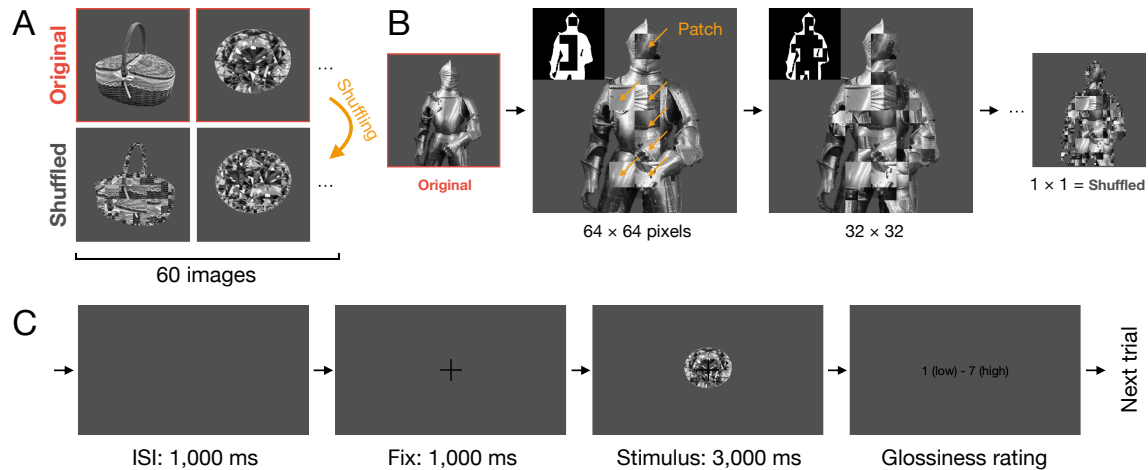 A
Original
Shuffled
...
Shuffling
...
60 images
B
Original
Patch
64 × 64 pixels
32 × 32
...
1 × 1 = Shuffled
C
ISI: 1,000 ms
Fix: 1,000 ms
Stimulus: 3,000 ms
1 (low) - 7 (high)
Glossiness rating
Next trial